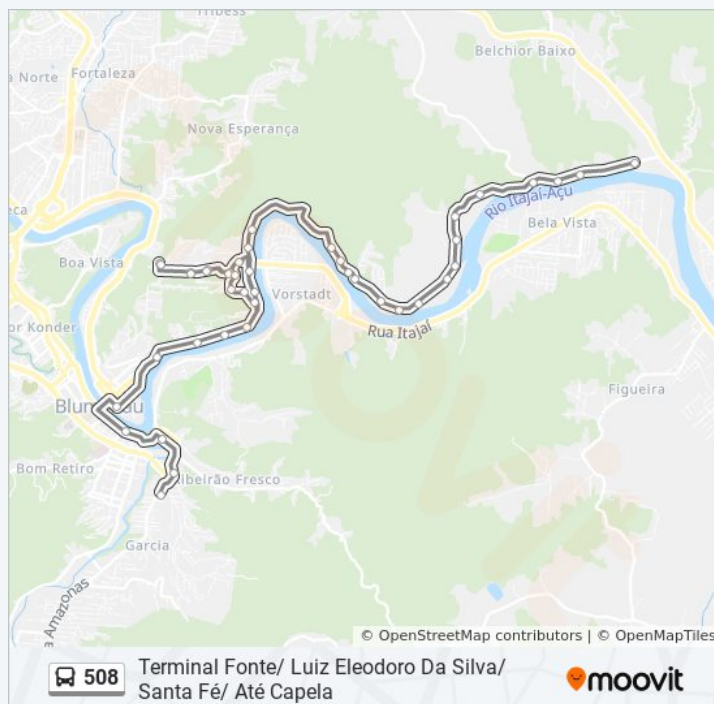 Tribess
Belchior Baixo
a Norte
Fortaleza
Nova Esperança
eca
Rio Itajaí-Açu
Bela Vista
Boa Vista
Vorstadt
or Konder
Rua Itajaí
Blum au
Figueira
Bom Retiro
Ribeirão Fresco
Garcia
a Amazonas
© OpenStreetMap contributors | © OpenMapTiles
508
Terminal Fonte/ Luiz Eleodoro Da Silva/
Santa Fé/ Até Capela
moovit